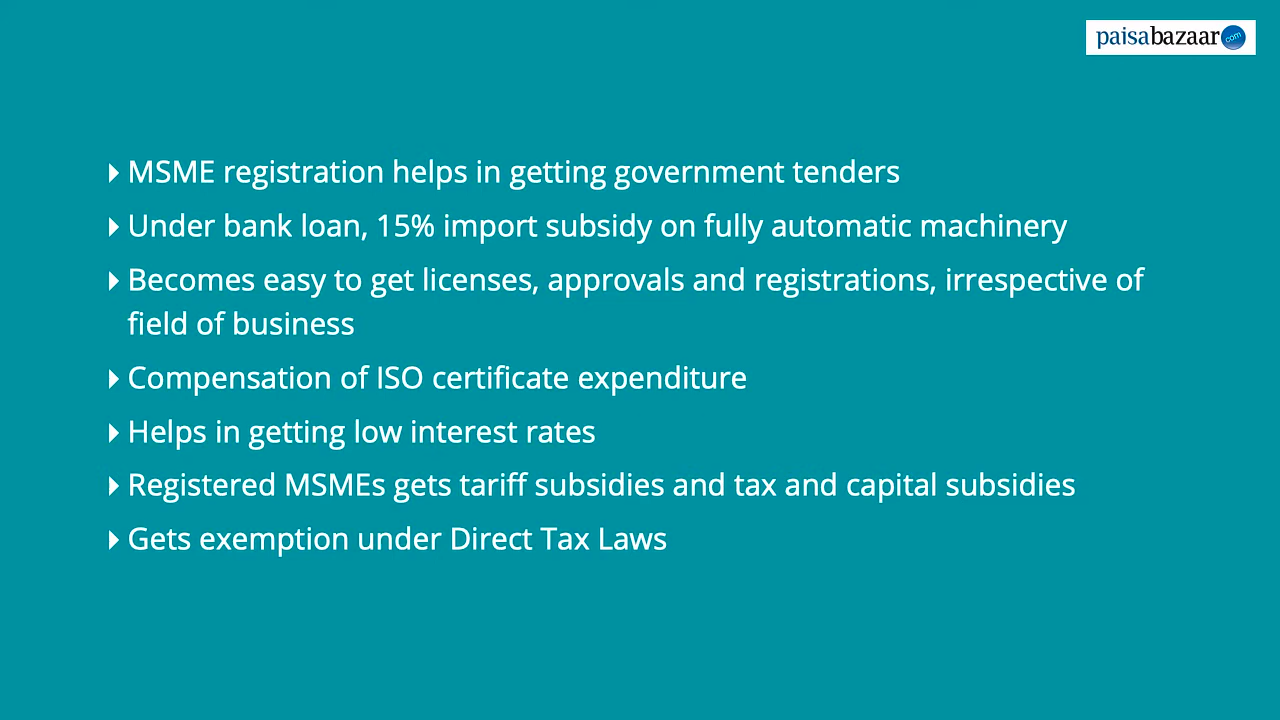 paisabazaar.com
MSME registration helps in getting government tenders
Under bank loan, 15% import subsidy on fully automatic machinery
Becomes easy to get licenses, approvals and registrations, irrespective of
field of business
Compensation of ISO certificate expenditure
Helps in getting low interest rates
Registered MSMEs gets tariff subsidies and tax and capital subsidies
Gets exemption under Direct Tax Laws